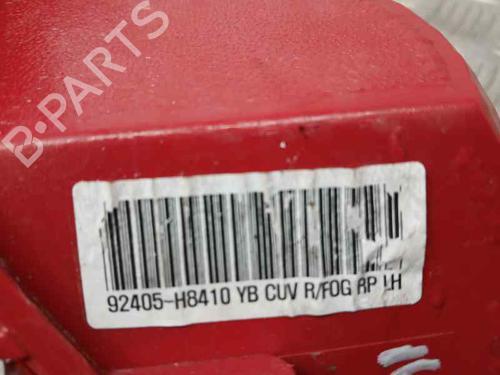 B-PARTS
92405-H8410 YB CUV R/FOG RP LH